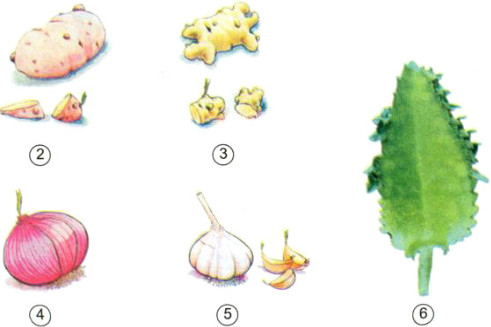 ② ③
④ ⑤ ⑥